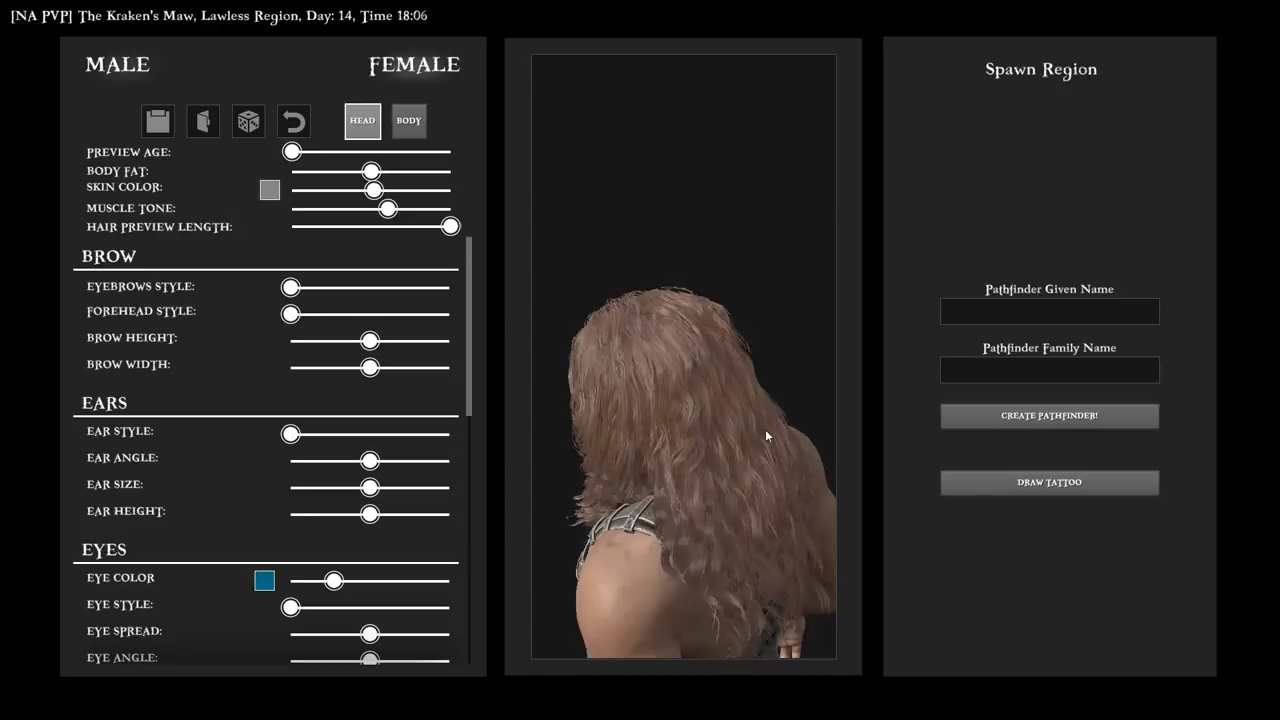 [NA PVP] The Kraken's Maw, Lawless Region, Day: 14, Time 18:06
MALE
FEMALE
HEAD
BODY
PREVIEW AGE:
BODY FAT:
SKIN COLOR:
MUSCLE TONE:
HAIR PREVIEW LENGTH:
BROW
EYEBROWS STYLE:
FOREHEAD STYLE:
BROW HEIGHT:
BROW WIDTH:
EARS
EAR STYLE:
EAR ANGLE:
EAR SIZE:
EAR HEIGHT:
EYES
EYE COLOR
EYE STYLE:
EYE SPREAD:
EYE ANGLE:
Spawn Region
Pathfinder Given Name
Pathfinder Family Name
CREATE PATHFINDER!
DRAW TATTOO